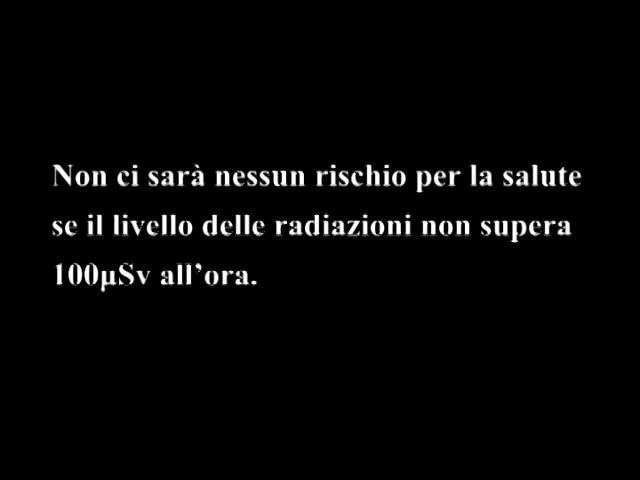 Non ci sarà nessun rischio per la salute
se il livello delle radiazioni non supera
100μSv all’ora.